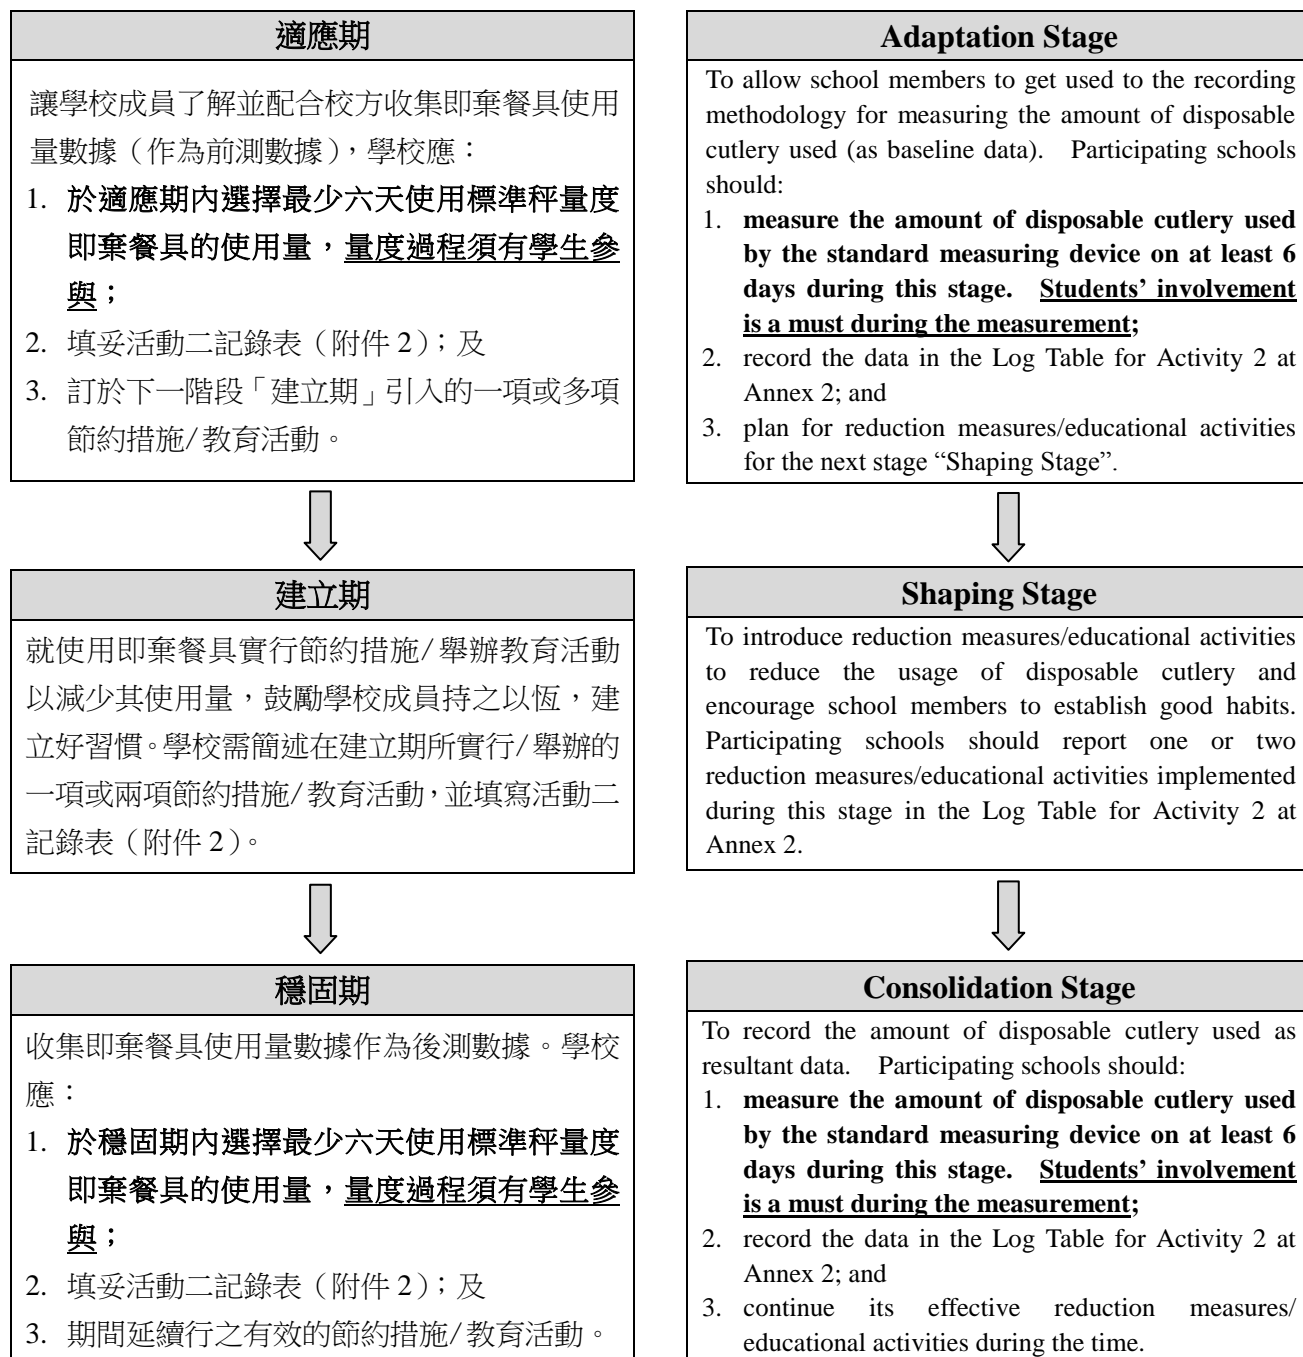 適應期
讓學校成員了解並配合校方收集即棄餐具使用
量數據（作為前測數據），學校應：
1. 於適應期內選擇最少六天使用標準秤量度
即棄餐具的使用量，量度過程須有學生參
與；
2. 填妥活動二記錄表（附件 2）；及
3. 訂於下一階段「建立期」引入的一項或多項
節約措施/教育活動。
建立期
就使用即棄餐具實行節約措施/舉辦教育活動
以減少其使用量，鼓勵學校成員持之以恆，建
立好習慣。學校需簡述在建立期所實行/舉辦的
一項或兩項節約措施/教育活動，並填寫活動二
記錄表（附件 2）。
穩固期
收集即棄餐具使用量數據作為後測數據。學校
應：
1. 於穩固期內選擇最少六天使用標準秤量度
即棄餐具的使用量，量度過程須有學生參
與；
2. 填妥活動二記錄表（附件 2）；及
3. 期間延續行之有效的節約措施/教育活動。
Adaptation Stage
To allow school members to get used to the recording
methodology for measuring the amount of disposable
cutlery used (as baseline data). Participating schools
should:
1. measure the amount of disposable cutlery used
by the standard measuring device on at least 6
days during this stage. Students’ involvement
is a must during the measurement;
2. record the data in the Log Table for Activity 2 at
Annex 2; and
3. plan for reduction measures/educational activities
for the next stage “Shaping Stage”.
Shaping Stage
To introduce reduction measures/educational activities
to reduce the usage of disposable cutlery and
encourage school members to establish good habits.
Participating schools should report one or two
reduction measures/educational activities implemented
during this stage in the Log Table for Activity 2 at
Annex 2.
Consolidation Stage
To record the amount of disposable cutlery used as
resultant data. Participating schools should:
1. measure the amount of disposable cutlery used
by the standard measuring device on at least 6
days during this stage. Students’ involvement
is a must during the measurement;
2. record the data in the Log Table for Activity 2 at
Annex 2; and
3. continue its effective reduction measures/
educational activities during the time.